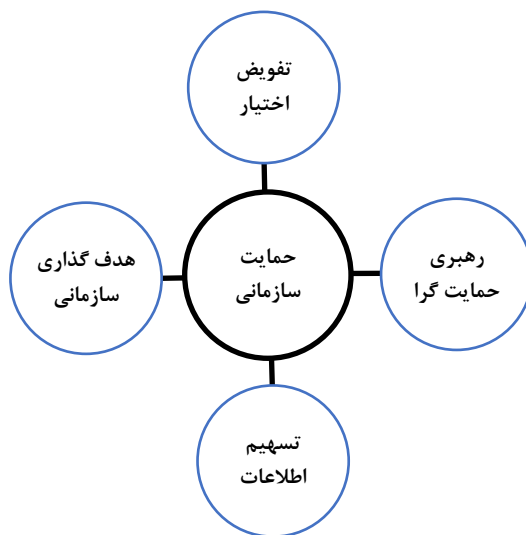 تفویض
اختیار
رهبری
حمایت گرا
حمایت
سازمانی
هدف گذاری
سازمانی
تسهیم
اطلاعات